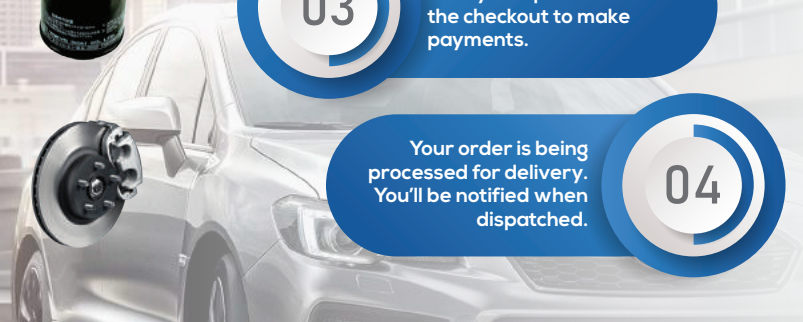 03
the checkout to make
payments.
Your order is being
processed for delivery.
You'll be notified when
dispatched.
04